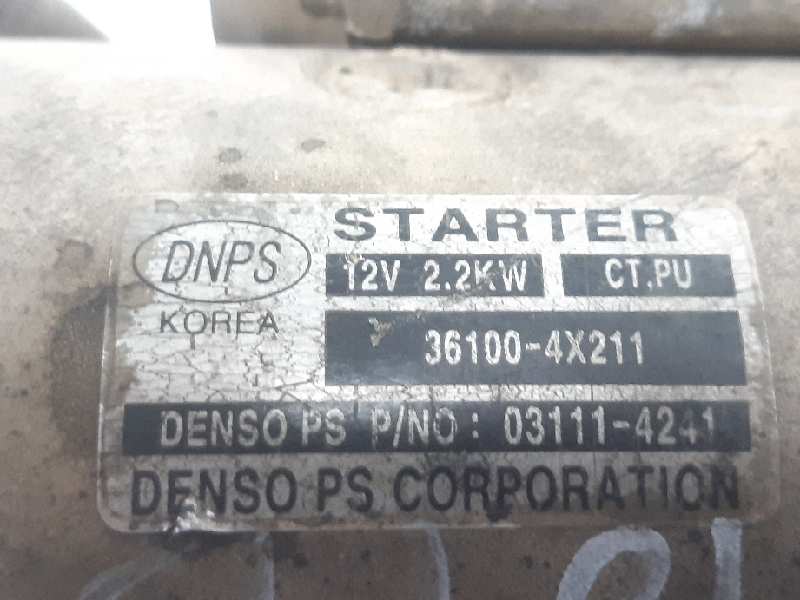 STARTER
DNPS
12V 2.2KW CT.PU
KOREA
36100-4X211
DENSO PS P/NO: 03111-4241
DENSO PS CORPORATION